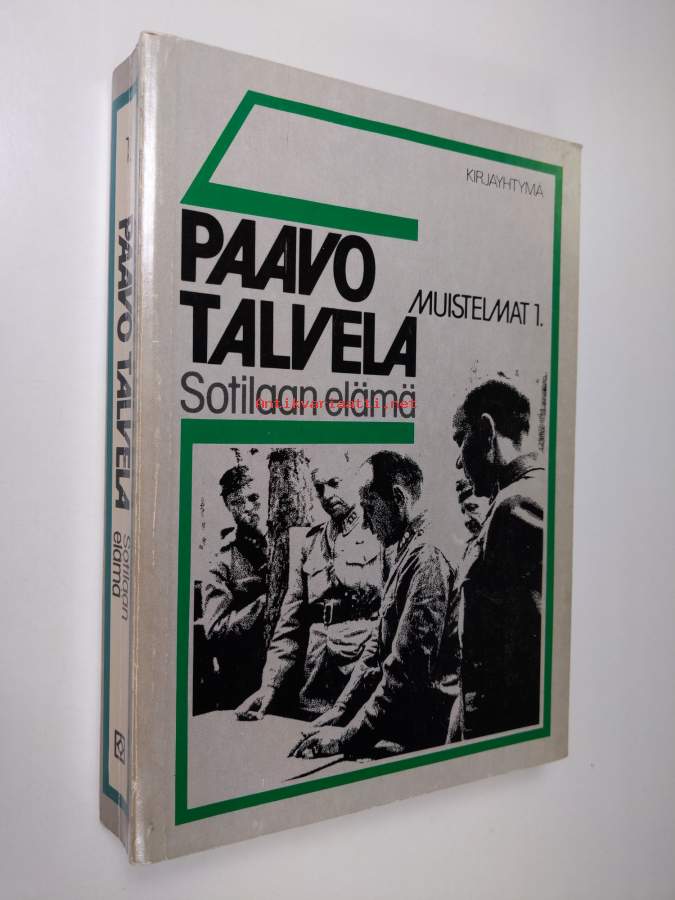 KIRJAYHTYMÄ
PAAVO
TALVELA
MUISTELMAT 1.
Sotilaan elämä
Antikvariaatti.net
1.
PAAVO TALVELA
Sotilaan
elämä